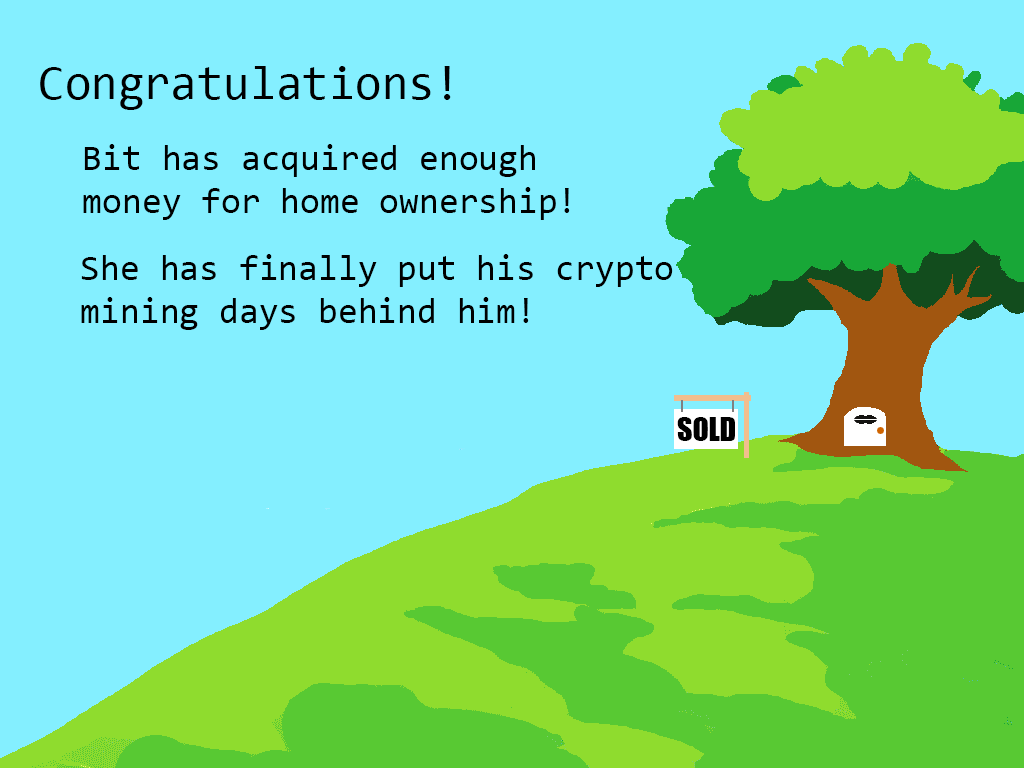 Congratulations!
Bit has acquired enough
money for home ownership!
She has finally put his crypto
mining days behind him!
SOLD